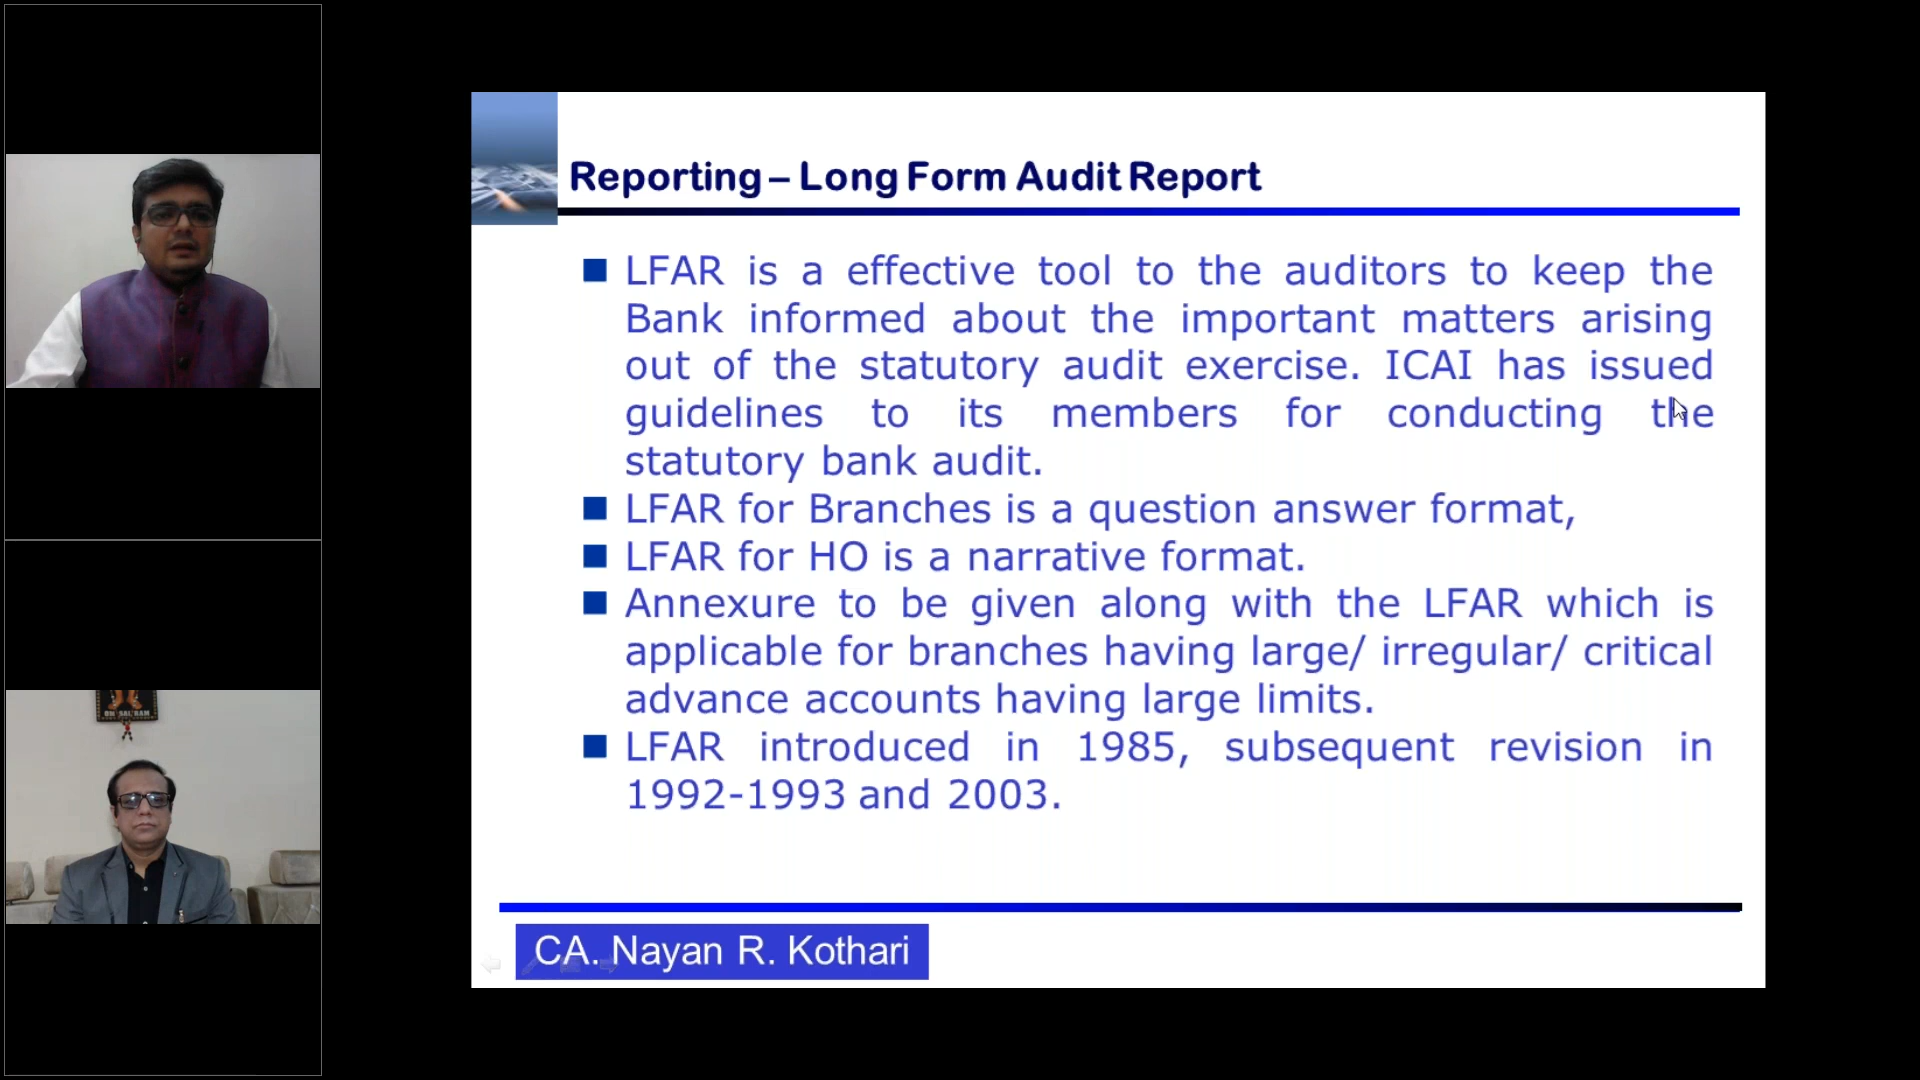 Reporting – Long Form Audit Report
LFAR is a effective tool to the auditors to keep the
Bank informed about the important matters arising
out of the statutory audit exercise. ICAI has issued
guidelines to its members for conducting the
statutory bank audit.
LFAR for Branches is a question answer format,
LFAR for HO is a narrative format.
Annexure to be given along with the LFAR which is
applicable for branches having large/ irregular/ critical
advance accounts having large limits.
LFAR introduced in 1985, subsequent revision in
1992-1993 and 2003.
CA. Nayan R. Kothari
OM SAI RAM